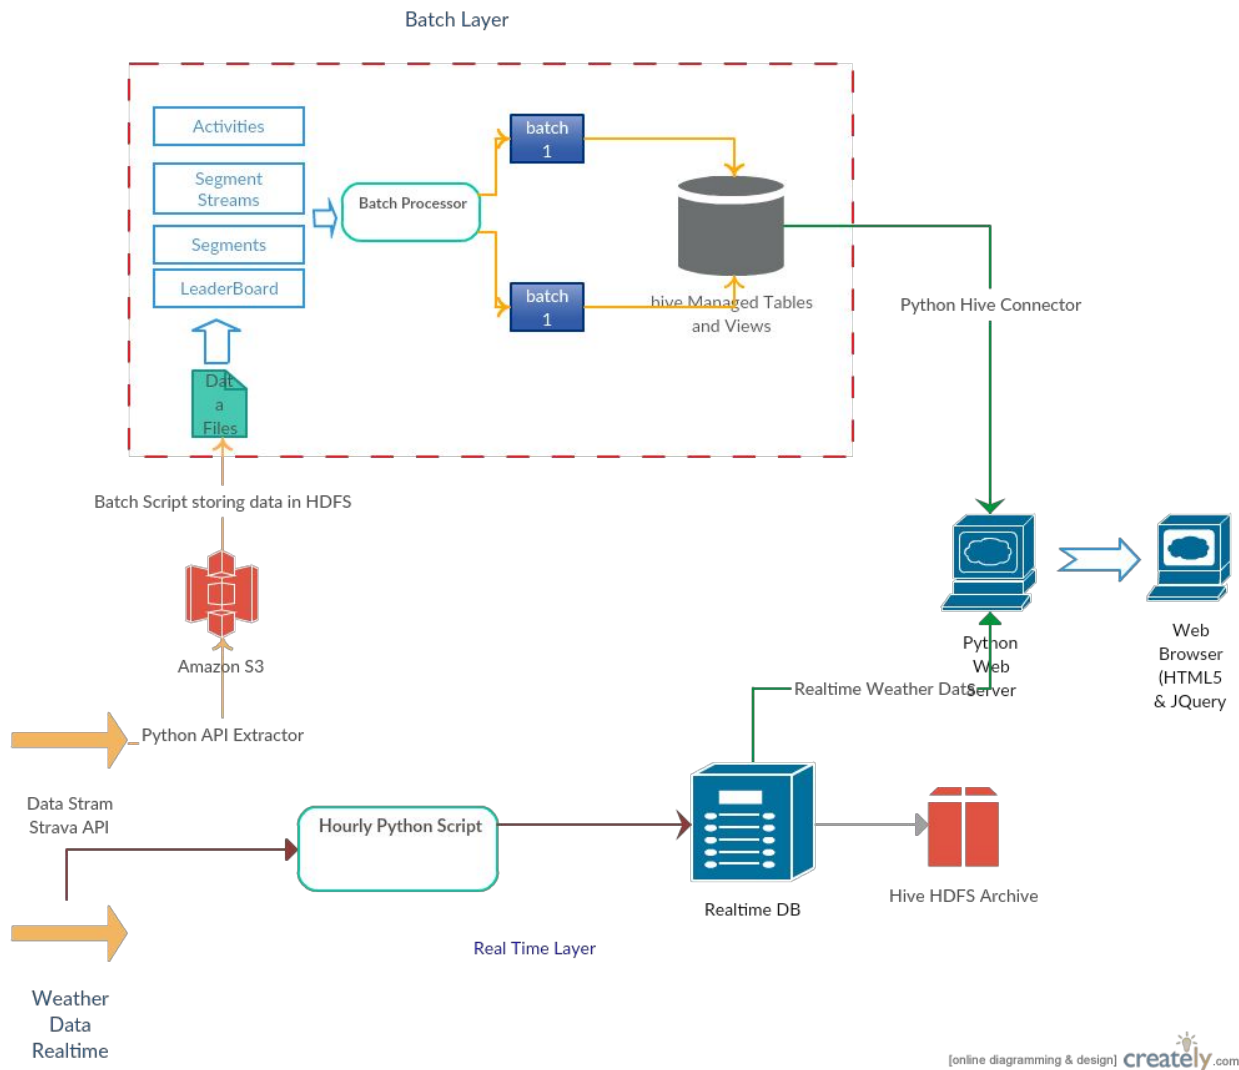 Batch Layer
Activities
Segment
Streams
Segments
LeaderBoard
Batch Processor
batch
1
batch
1
hive Managed Tables
and Views
Python Hive Connector
Dat
a
Files
Batch Script storing data in HDFS
Amazon S3
Python API Extractor
Data Stram
Strava API
Python
Web
Server
Web
Browser
(HTML5
& JQuery
Realtime Weather Data
Hourly Python Script
Realtime DB
Hive HDFS Archive
Real Time Layer
Weather
Data
Realtime
[online diagramming & design] creately.com